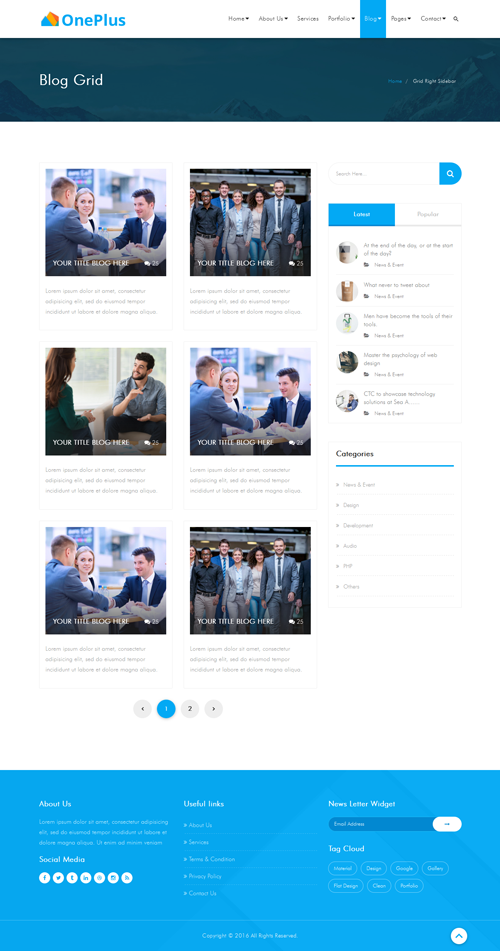 OnePlus
Home About Us Services Portfolio Blog Pages Contact
Blog Grid
Home / Grid Right Sidebar
YOUR TITLE BLOG HERE 25
Lorem ipsum dolor sit amet, consectetur
adipisicing elit, sed do eiusmod tempor
incididunt ut labore et dolore magna aliqua.
YOUR TITLE BLOG HERE 25
Lorem ipsum dolor sit amet, consectetur
adipisicing elit, sed do eiusmod tempor
incididunt ut labore et dolore magna aliqua.
YOUR TITLE BLOG HERE 25
Lorem ipsum dolor sit amet, consectetur
adipisicing elit, sed do eiusmod tempor
incididunt ut labore et dolore magna aliqua.
YOUR TITLE BLOG HERE 25
Lorem ipsum dolor sit amet, consectetur
adipisicing elit, sed do eiusmod tempor
incididunt ut labore et dolore magna aliqua.
YOUR TITLE BLOG HERE 25
Lorem ipsum dolor sit amet, consectetur
adipisicing elit, sed do eiusmod tempor
incididunt ut labore et dolore magna aliqua.
YOUR TITLE BLOG HERE 25
Lorem ipsum dolor sit amet, consectetur
adipisicing elit, sed do eiusmod tempor
incididunt ut labore et dolore magna aliqua.
‹ 1 2 ›
Search Here...
Latest Popular
At the end of the day, or at the start
of the day?
News & Event
What never to tweet about
News & Event
Men have become the tools of their
tools.
News & Event
Master the psychology of web
design
News & Event
CTC to showcase technology
solutions at Sea A. ....
News & Event
Categories
» News & Event
» Design
» Development
» Audio
» PHP
» Others
About Us
Lorem ipsum dolor sit amet, consectetur adipisicing
elit, sed do eiusmod tempor incididunt ut labore et
dolore magna aliqua. Ut enim ad minim veniam
Social Media
Useful links
» About Us
» Services
» Terms & Condition
» Privacy Policy
» Contact Us
News Letter Widget
Email Address
Tag Cloud
Material Design Google Gallery
Flat Design Clean Portfolio
Copyright © 2016 All Rights Reserved.